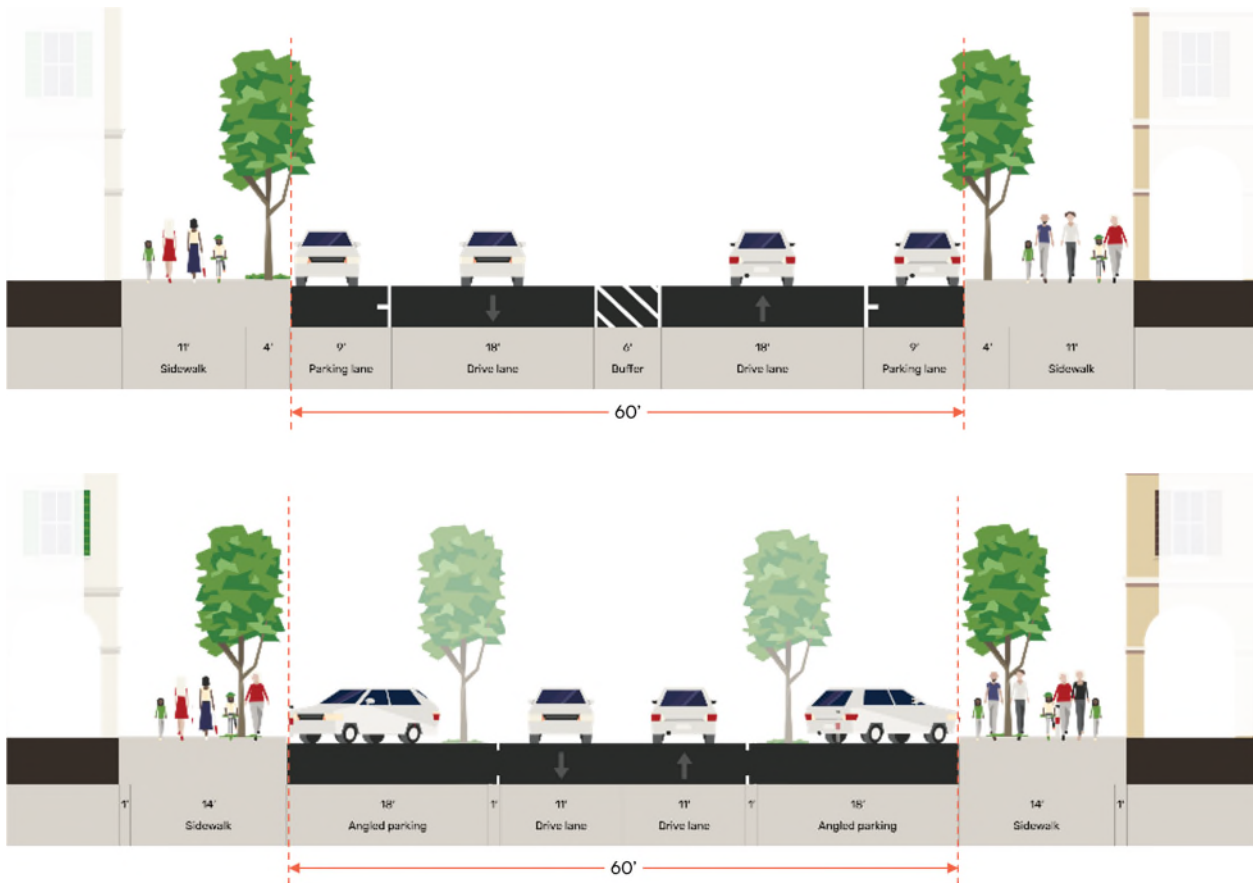 11' 4' 9' 18' 6' 18' 9' 4' 11'
Sidewalk Parking lane Drive lane Buffer Drive lane Parking lane Sidewalk
60'
1' 14' 18' 1' 11' 11' 1' 18' 14' 1'
Sidewalk Angled parking Drive lane Drive lane Angled parking Sidewalk
60'